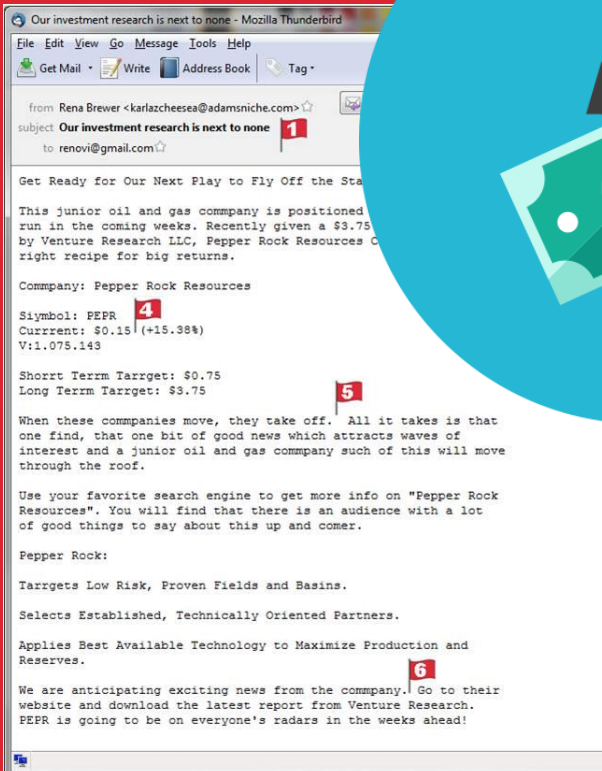 Our investment research is next to none - Mozilla Thunderbird
File Edit View Go Message Tools Help
Get Mail Write Address Book Tag
from Rena Brewer <karlazcheesea@adamsniche.com>
subject Our investment research is next to none 1
to renovi@gmail.com
Get Ready for Our Next Play to Fly Off the Sta
This junior oil and gas commpany is positioned
run in the coming weeks. Recently given a $3.75
by Venture Research LLC, Pepper Rock Resources C
right recipe for big returns.
Commpany: Pepper Rock Resources
Siymbol: PEPR 4
Currrent: $0.15 (+15.38%)
V:1.075.143
Shorrt Terrm Tarrget: $0.75
Long Terrm Tarrget: $3.75
5
When these commpanies move, they take off. All it takes is that
one find, that one bit of good news which attracts waves of
interest and a junior oil and gas commpany such of this will move
through the roof.
Use your favorite search engine to get more info on "Pepper Rock
Resources". You will find that there is an audience with a lot
of good things to say about this up and comer.
Pepper Rock:
Tarrgets Low Risk, Proven Fields and Basins.
Selects Established, Technically Oriented Partners.
Applies Best Available Technology to Maximize Production and
Reserves.
6
We are anticipating exciting news from the commpany. Go to their
website and download the latest report from Venture Research.
PEPR is going to be on everyone's radars in the weeks ahead!